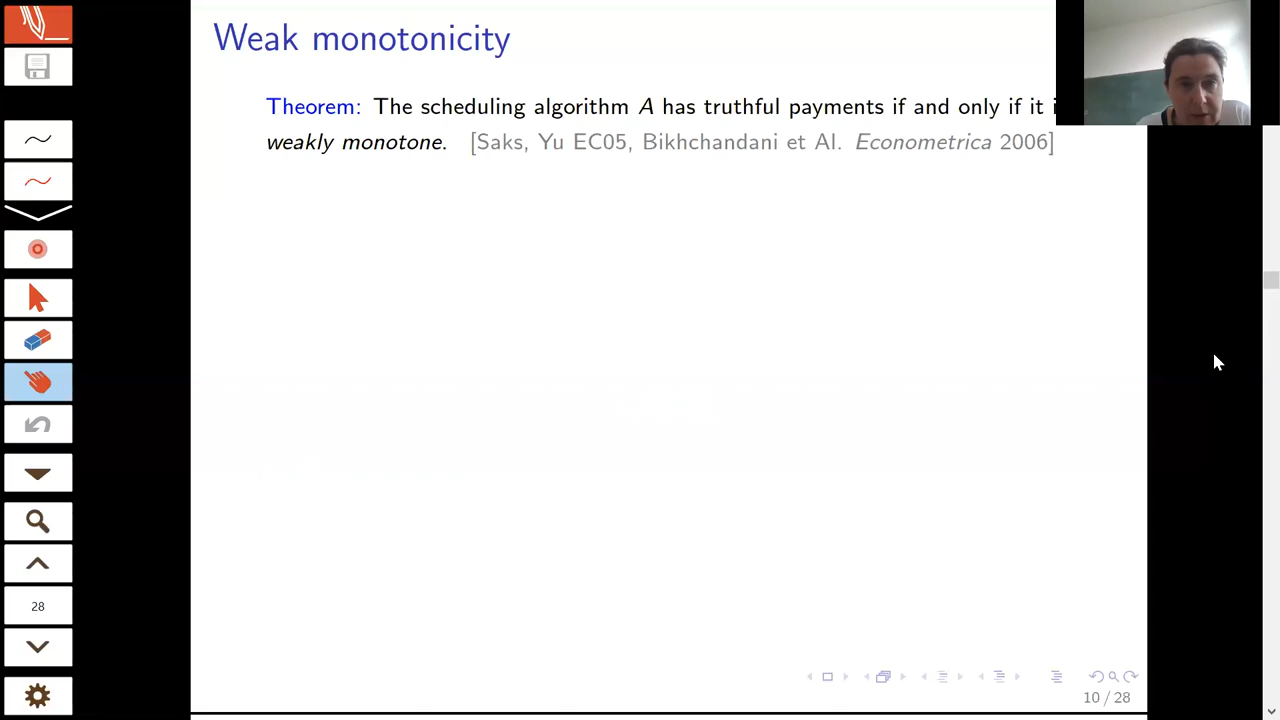 Weak monotonicity
Theorem: The scheduling algorithm A has truthful payments if and only if it
weakly monotone. [Saks, Yu EC05, Bikhchandani et Al. Econometrica 2006]
28
10 / 28